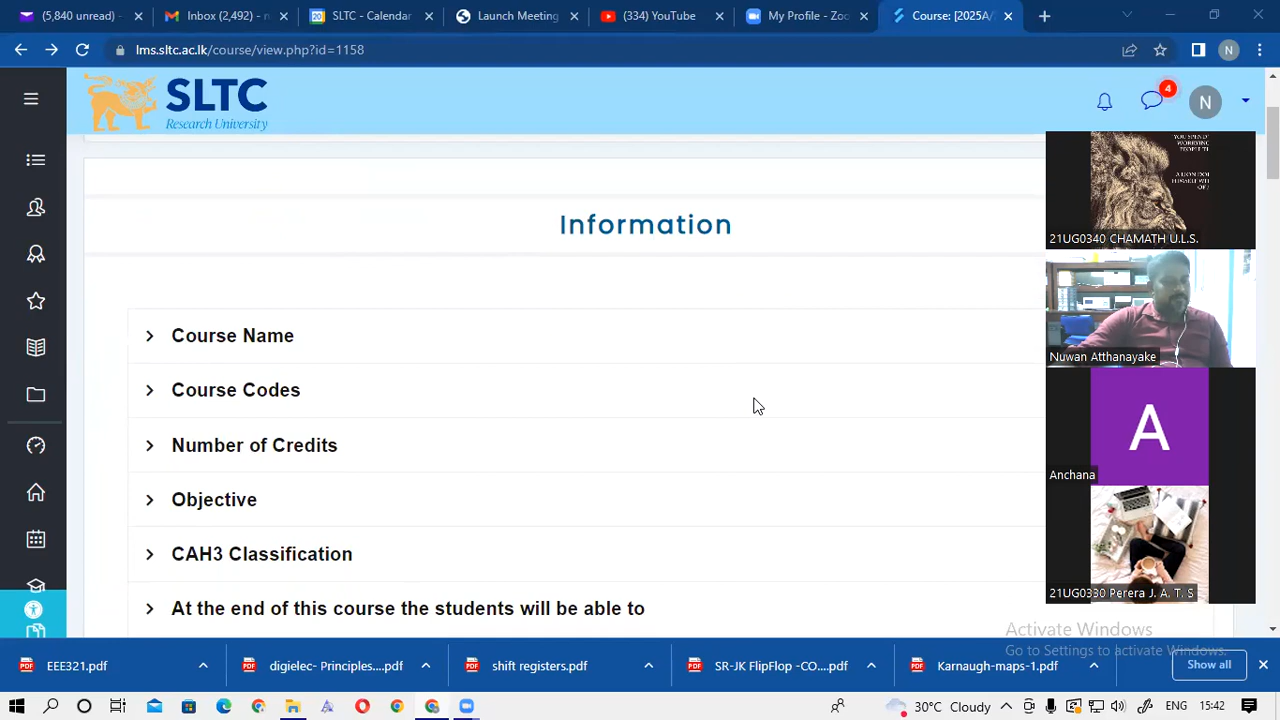 (5,840 unread)
Inbox (2,492)
SLTC - Calendar
Launch Meeting
(334) YouTube
My Profile - Zoo
Course: [2025A/
lms.sltc.ac.lk/course/view.php?id=1158
N
SLTC
Research University
4
N
Information
Course Name
Course Codes
Number of Credits
Objective
CAH3 Classification
At the end of this course the students will be able to
21UG0340 CHAMATH U.L.S.
Nuwan Atthanayake
A
Anchana
21UG0330 Perera J. A. T. S
Activate Windows
Go to Settings to activate Windows.
EEE321.pdf
digielec- Principles....pdf
shift registers.pdf
SR-JK FlipFlop -CO....pdf
Karnaugh-maps-1.pdf
Show all
30°C Cloudy
ENG
15:42